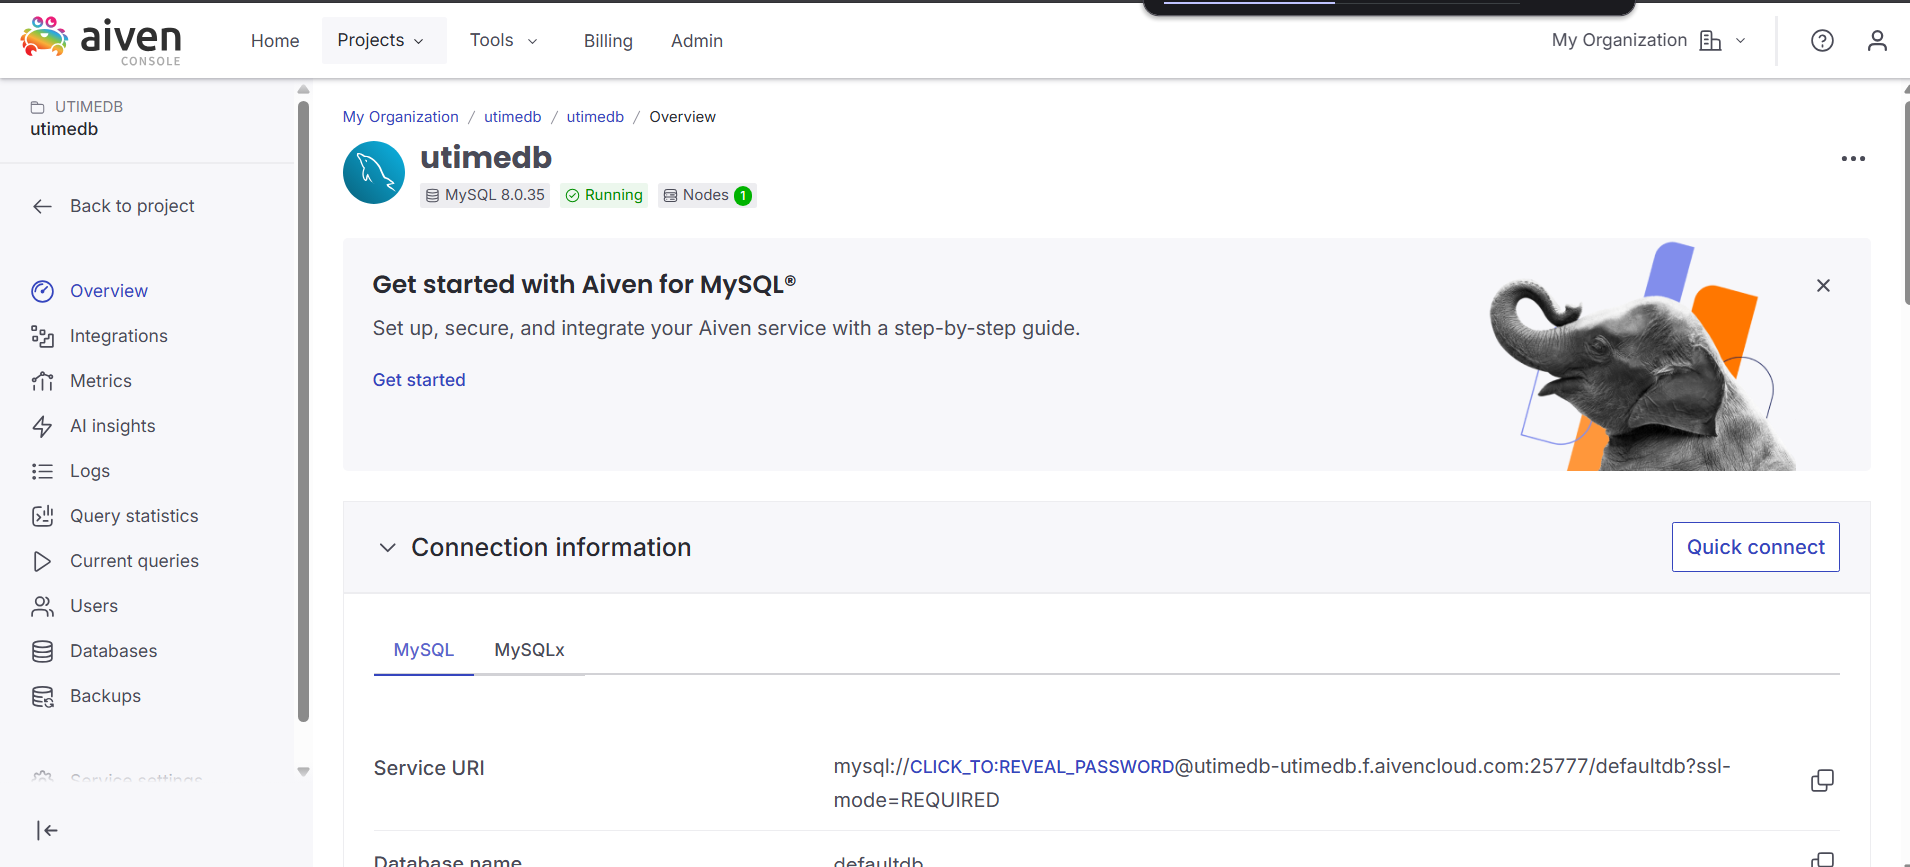 aiven
CONSOLE
Home
Projects
Tools
Billing
Admin
My Organization
UTIMEDB
utimedb
Back to project
Overview
Integrations
Metrics
AI insights
Logs
Query statistics
Current queries
Users
Databases
Backups
Service settings
My Organization / utimedb / utimedb / Overview
utimedb
MySQL 8.0.35
Running
Nodes 1
Get started with Aiven for MySQL®
Set up, secure, and integrate your Aiven service with a step-by-step guide.
Get started
Connection information
Quick connect
MySQL
MySQLx
Service URI
mysql://CLICK_TO:REVEAL_PASSWORD@utimedb-utimedb.f.aivencloud.com:25777/defaultdb?ssl-
mode=REQUIRED
Database name
defaultdb